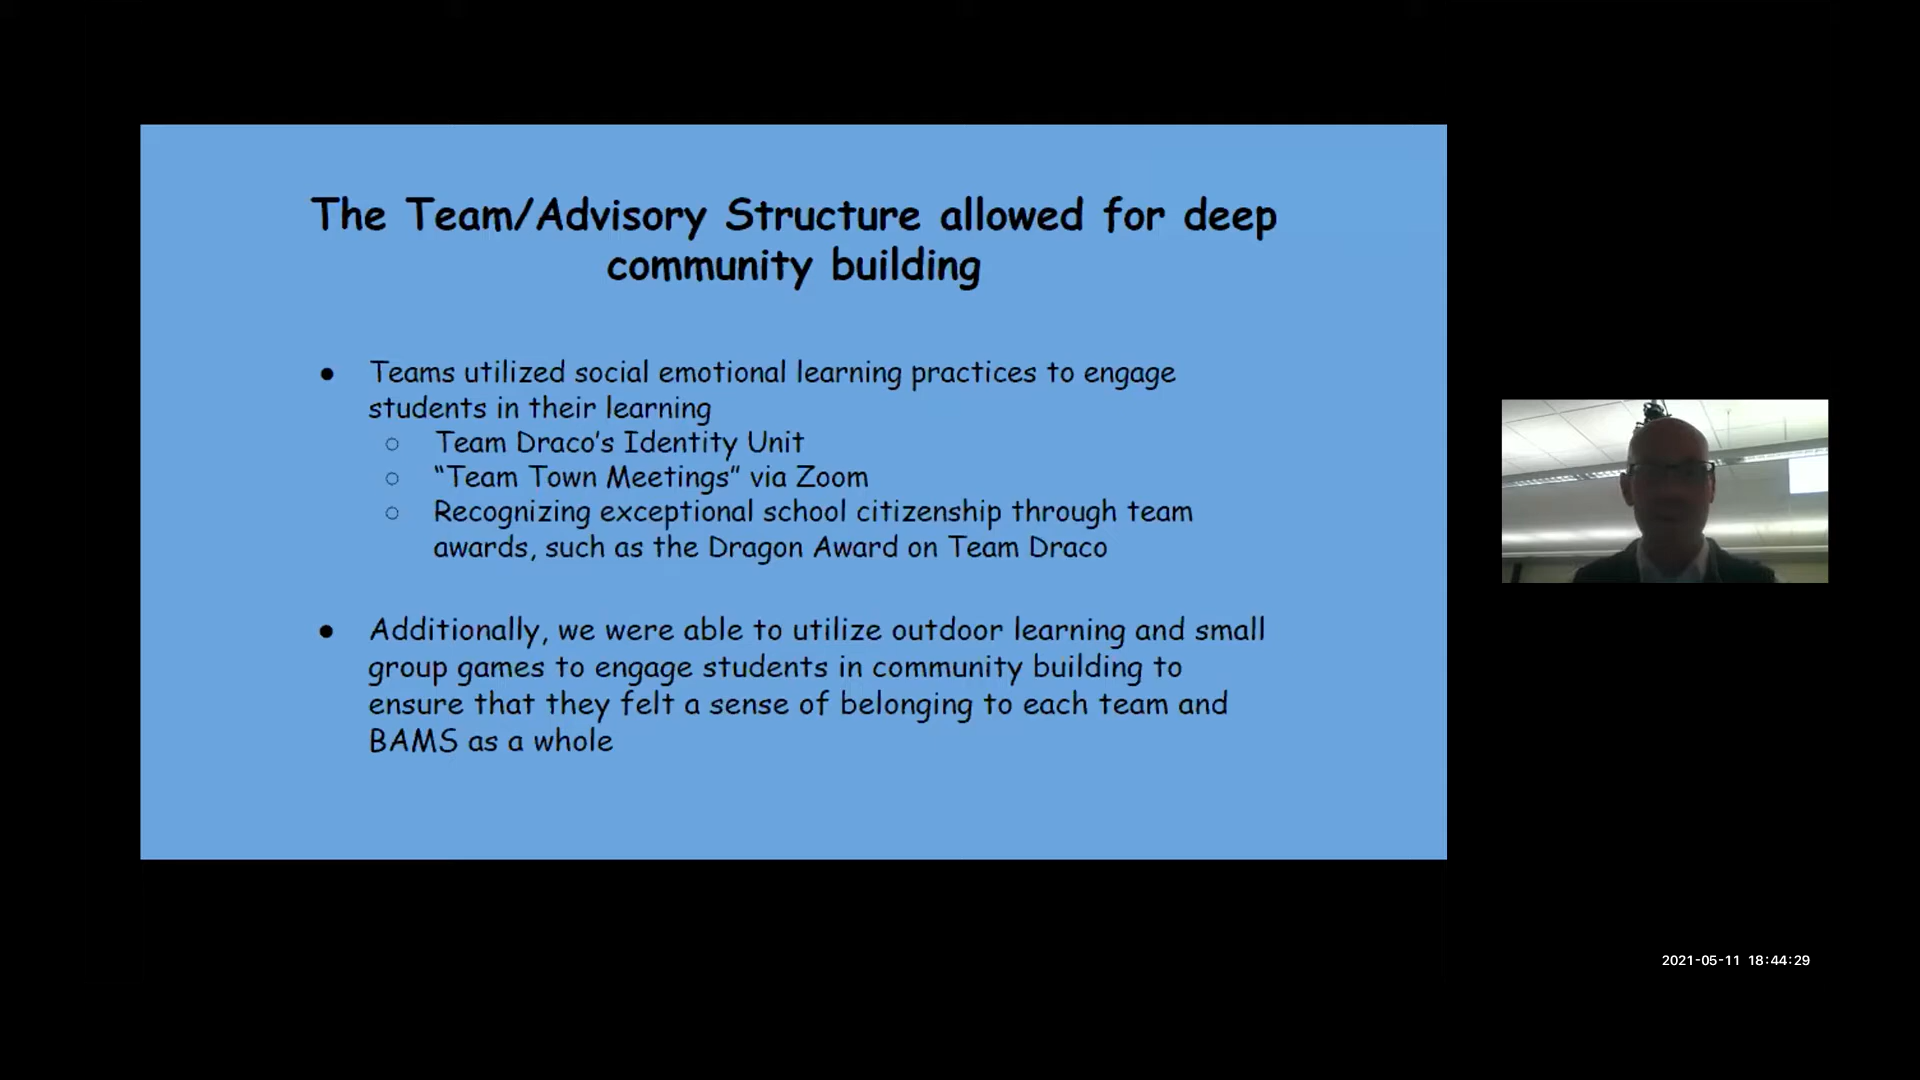 The Team/Advisory Structure allowed for deep
community building
● Teams utilized social emotional learning practices to engage
students in their learning
○ Team Draco's Identity Unit
○ “Team Town Meetings” via Zoom
○ Recognizing exceptional school citizenship through team
awards, such as the Dragon Award on Team Draco
● Additionally, we were able to utilize outdoor learning and small
group games to engage students in community building to
ensure that they felt a sense of belonging to each team and
BAMS as a whole
2021-05-11 18:44:29